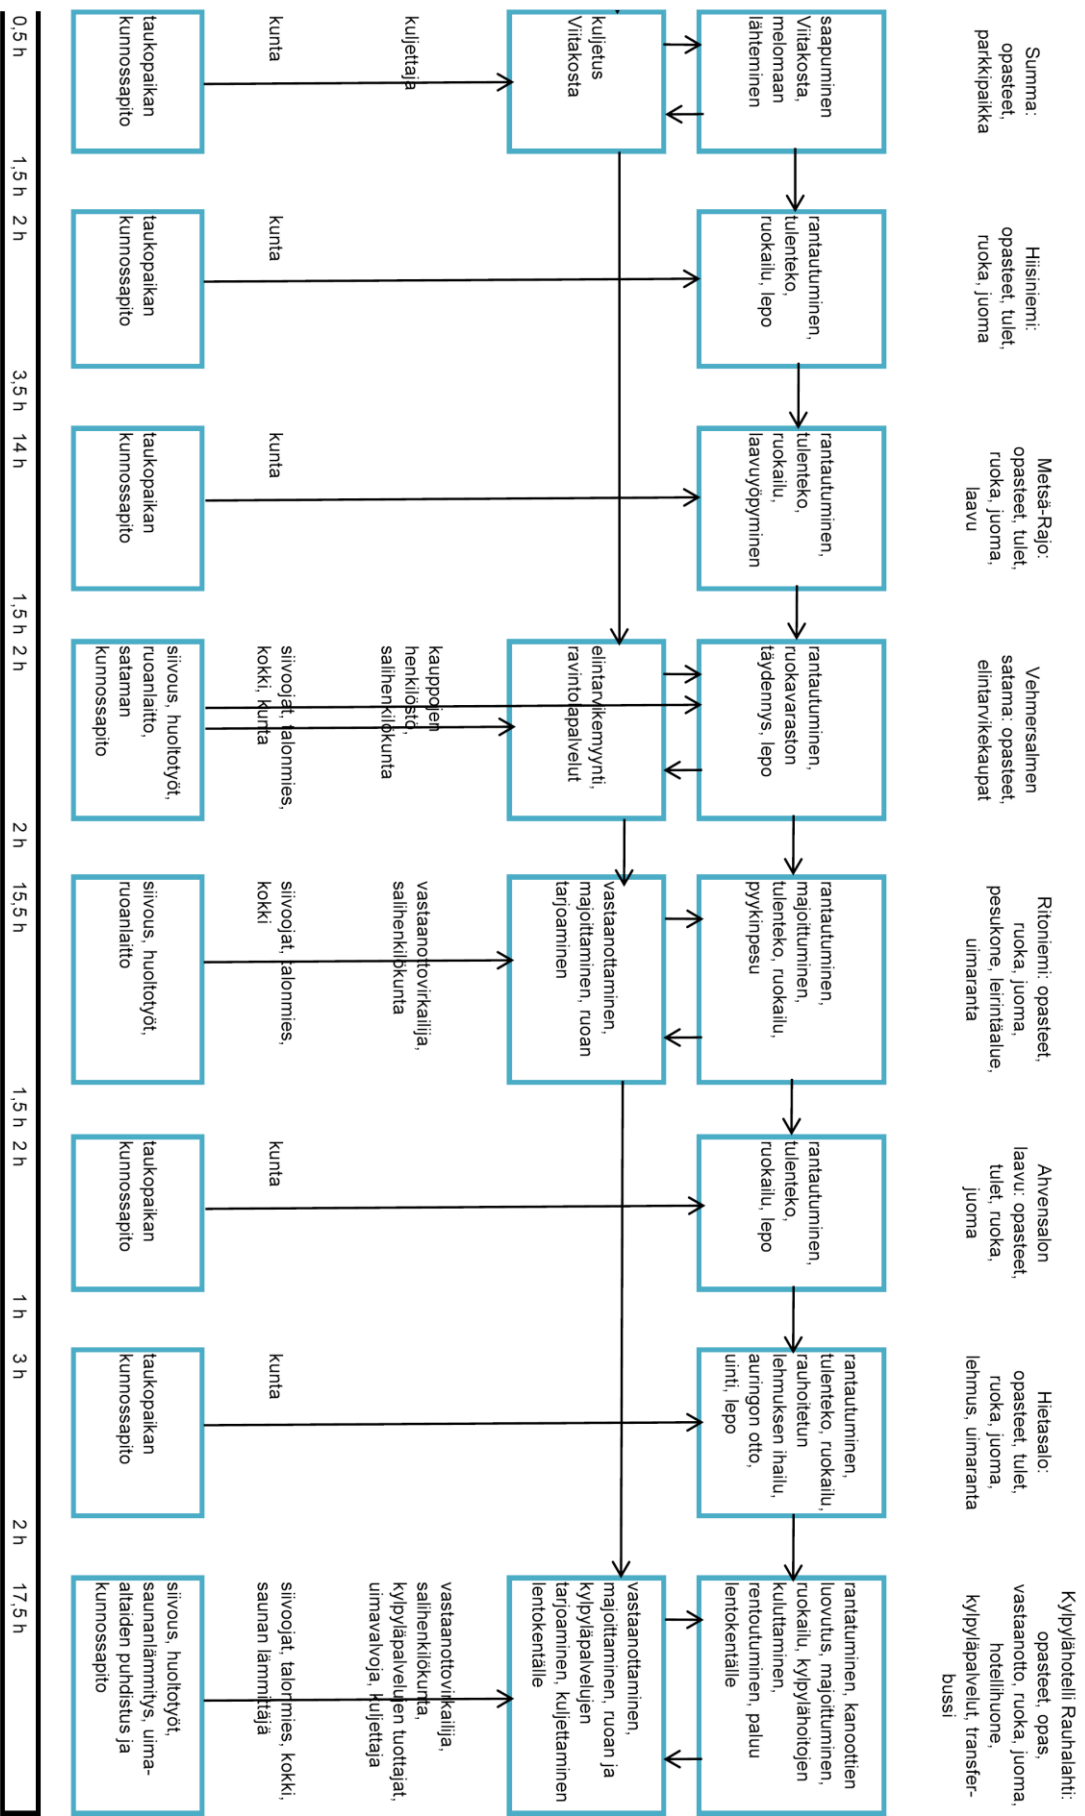 Summa:
opasteet,
parkkipaikka
Hiisiniemi:
opasteet, tulet,
ruoka, juoma
Metsä-Rajo:
opasteet, tulet,
ruoka, juoma,
laavu
Vehmersalmen
satama: opasteet,
elintarvikekaupat
Ritoniemi: opasteet,
ruoka, juoma,
pesukone, leirintäalue,
uimaranta
Ahvensalon
laavu: opasteet,
tulet, ruoka,
juoma
Hietasalo:
opasteet, tulet,
ruoka, juoma,
lehmus, uimaranta
Kylpylähotelli Rauhalahti:
opasteet, opas,
vastaanotto, ruoka, juoma,
hotellihuone,
kylpyläpalvelut, transfer-
bussi
saapuminen
Viitakosta,
melomaan
lähteminen
rantautuminen,
tulenteko,
ruokailu, lepo
rantautuminen,
tulenteko,
ruokailu,
laavuyöpyminen
rantautuminen,
ruokavaraston
täydennys, lepo
rantautuminen,
majoittuminen,
tulenteko, ruokailu,
pyykinpesu
rantautuminen,
tulenteko,
ruokailu, lepo
rantautuminen,
tulenteko, ruokailu,
rauhoitetun
lehmuksen ihailu,
auringon otto,
uinti, lepo
rantatuminen, kanoottien
luovutus, majoittuminen,
ruokailu, kylpylähoitojen
kuluttaminen,
rentoutuminen, paluu
lentokentälle
kuljetus
Viitakosta
elintarvikemyynti,
ravintolapalvelut
vastaanottaminen,
majoittaminen, ruoan
tarjoaminen
vastaanottaminen,
majoittaminen, ruoan ja
kylpyläpalvelujen
tarjoaminen, kuljettaminen
lentokentälle
kuljettaja
kauppojen
henkilöstö,
salihenkilökunta
vastaanottovirkailija,
salihenkilökunta
vastaanottovirkailija,
salihenkilökunta,
kylpyläpalvelujen tuottajat,
uimavalvoja, kuljettaja
kunta
kunta
kunta
siivoojat, talonmies,
kokki, kunta
siivoojat, talonmies,
kokki
kunta
kunta
siivoojat, talonmies, kokki,
saunan lämmittäjä
taukopaikan
kunnossapito
taukopaikan
kunnossapito
taukopaikan
kunnossapito
siivous, huoltotyöt,
ruoanlaitto,
sataman
kunnossapito
siivous, huoltotyöt,
ruoanlaitto
taukopaikan
kunnossapito
taukopaikan
kunnossapito
siivous, huoltotyöt,
saunanlämmitys, uima-
altaiden puhdistus ja
kunnossapito
0,5 h 1,5 h 2 h 3,5 h 14 h 1,5 h 2 h 2 h 15,5 h 1,5 h 2 h 1 h 3 h 2 h 17,5 h